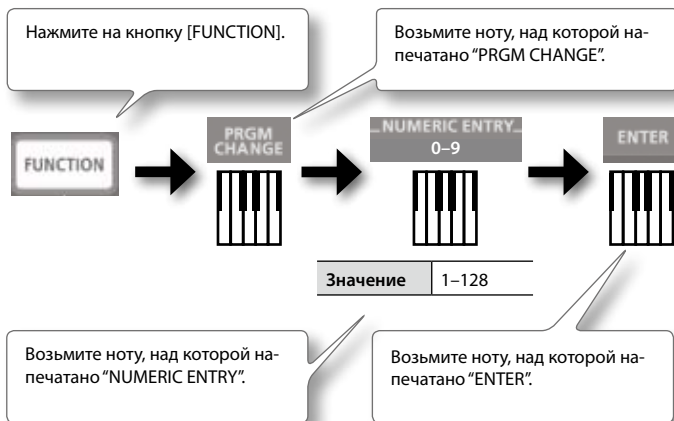 Нажмите на кнопку [FUNCTION].
Возьмите ноту, над которой на-
печатано “PRGM CHANGE”.
FUNCTION
PRGM
CHANGE
NUMERIC ENTRY
0–9
ENTER
Значение 1–128
Возьмите ноту, над которой на-
печатано “NUMERIC ENTRY”.
Возьмите ноту, над которой на-
печатано “ENTER”.